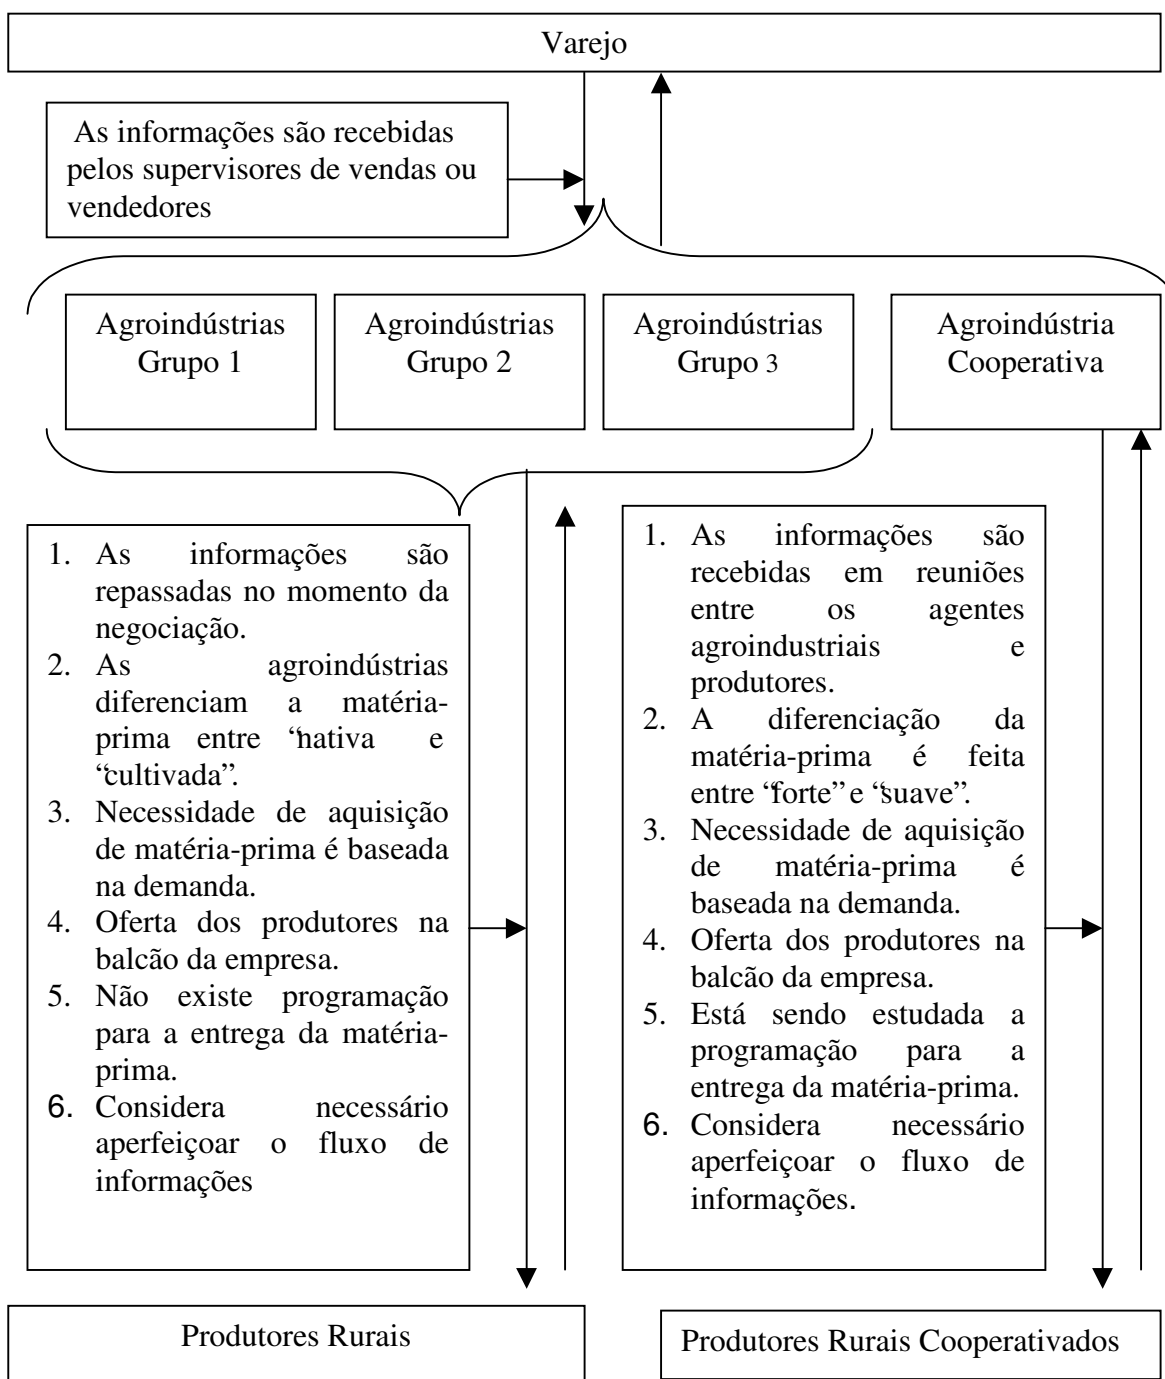 Varejo
As informações são recebidas
pelos supervisores de vendas ou
vendedores
Agroindústrias
Grupo 1
Agroindústrias
Grupo 2
Agroindústrias
Grupo 3
Agroindústria
Cooperativa
1. As informações são
repassadas no momento da
negociação.
2. As agroindústrias
diferenciam a matéria-
prima entre “nativa e
“cultivada”.
3. Necessidade de aquisição
de matéria-prima é baseada
na demanda.
4. Oferta dos produtores na
balcão da empresa.
5. Não existe programação
para a entrega da matéria-
prima.
6. Considera necessário
aperfeiçoar o fluxo de
informações
1. As informações são
recebidas em reuniões
entre os agentes
agroindustriais e
produtores.
2. A diferenciação da
matéria-prima é feita
entre “forte” e “suave”.
3. Necessidade de aquisição
de matéria-prima é
baseada na demanda.
4. Oferta dos produtores na
balcão da empresa.
5. Está sendo estudada a
programação para a
entrega da matéria-prima.
6. Considera necessário
aperfeiçoar o fluxo de
informações.
Produtores Rurais
Produtores Rurais Cooperativados